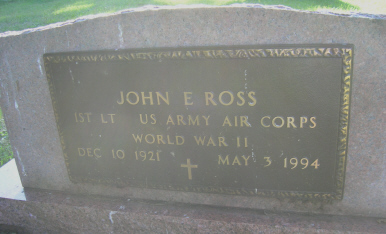 JOHN E ROSS
1ST LT US ARMY AIR CORPS
WORLD WAR II
DEC 10 1921 MAY 3 1994